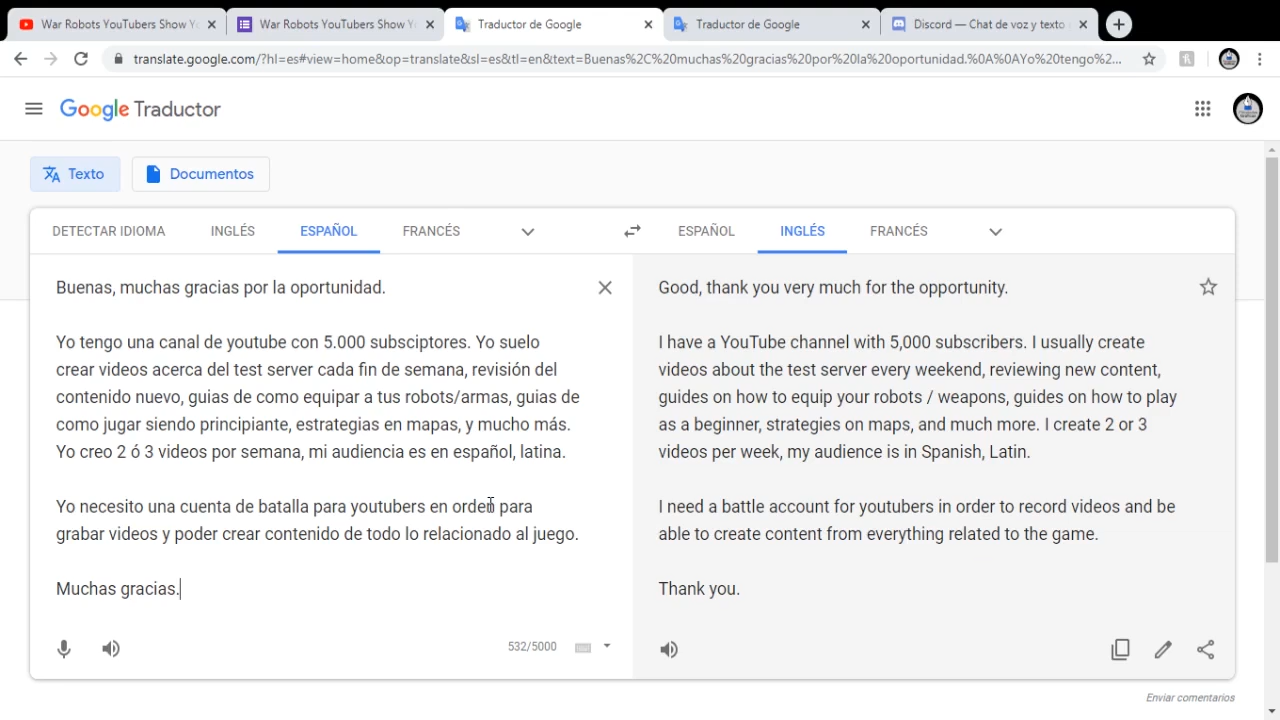 War Robots YouTubers Show Y
War Robots YouTubers Show Y
Traductor de Google
Traductor de Google
Discord — Chat de voz y texto
translate.google.com/?hl=es#view=home&op=translate&sl=es&tl=en&text=Buenas%2C%20muchas%20gracias%20por%20la%20oportunidad.%0A%0AYo%20tengo%2...
Google Traductor
Texto
Documentos
DETECTAR IDIOMA INGLÉS ESPAÑOL FRANCÉS
ESPAÑOL INGLÉS FRANCÉS
Buenas, muchas gracias por la oportunidad.
Yo tengo una canal de youtube con 5.000 subsciptores. Yo suelo
crear videos acerca del test server cada fin de semana, revisión del
contenido nuevo, guias de como equipar a tus robots/armas, guias de
como jugar siendo principiante, estrategias en mapas, y mucho más.
Yo creo 2 ó 3 videos por semana, mi audiencia es en español, latina.
Yo necesito una cuenta de batalla para youtubers en orden para
grabar videos y poder crear contenido de todo lo relacionado al juego.
Muchas gracias.
532/5000
Good, thank you very much for the opportunity.
I have a YouTube channel with 5,000 subscribers. I usually create
videos about the test server every weekend, reviewing new content,
guides on how to equip your robots / weapons, guides on how to play
as a beginner, strategies on maps, and much more. I create 2 or 3
videos per week, my audience is in Spanish, Latin.
I need a battle account for youtubers in order to record videos and be
able to create content from everything related to the game.
Thank you.
Enviar comentarios